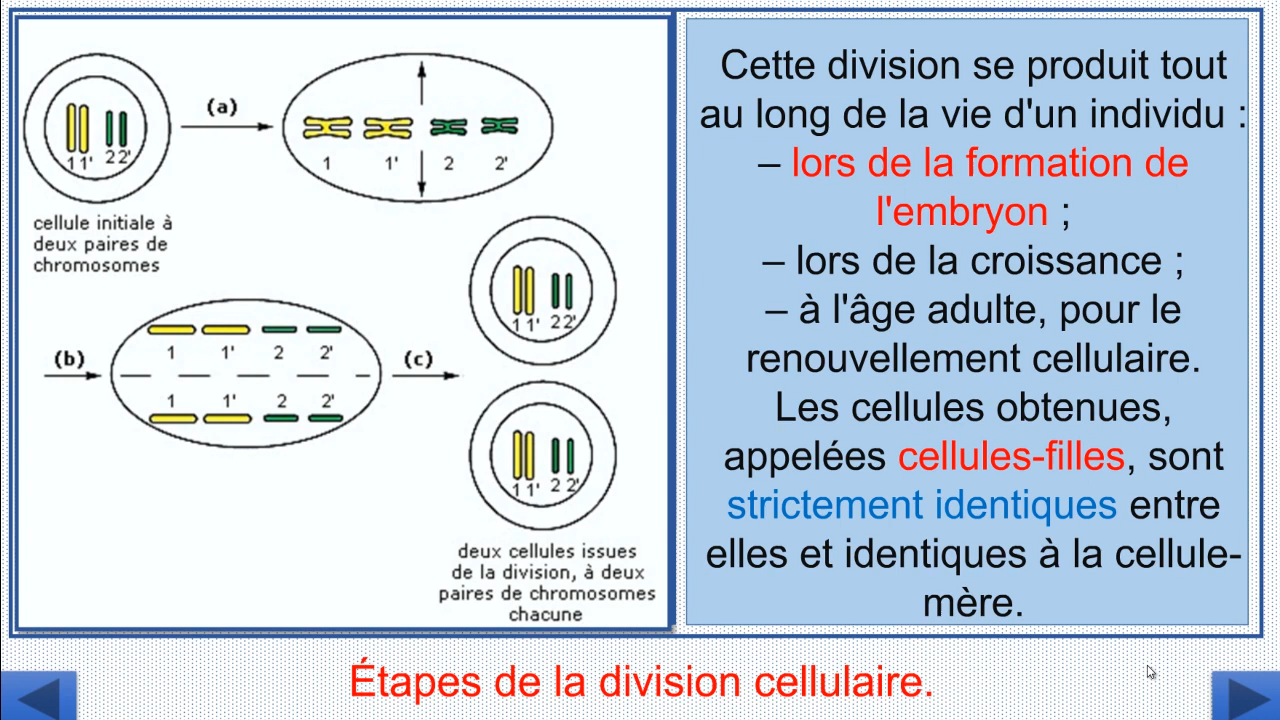 (a)
1 1' 2 2'
1 1' 2 2'
cellule initiale à
deux paires de
chromosomes
(b)
1 1' 2 2'
1 1' 2 2'
(c)
1 1' 2 2'
1 1' 2 2'
deux cellules issues
de la division, à deux
paires de chromosomes
chacune
Cette division se produit tout
au long de la vie d'un individu :
– lors de la formation de
l'embryon ;
– lors de la croissance ;
– à l'âge adulte, pour le
renouvellement cellulaire.
Les cellules obtenues,
appelées cellules-filles, sont
strictement identiques entre
elles et identiques à la cellule-
mère.
Étapes de la division cellulaire.